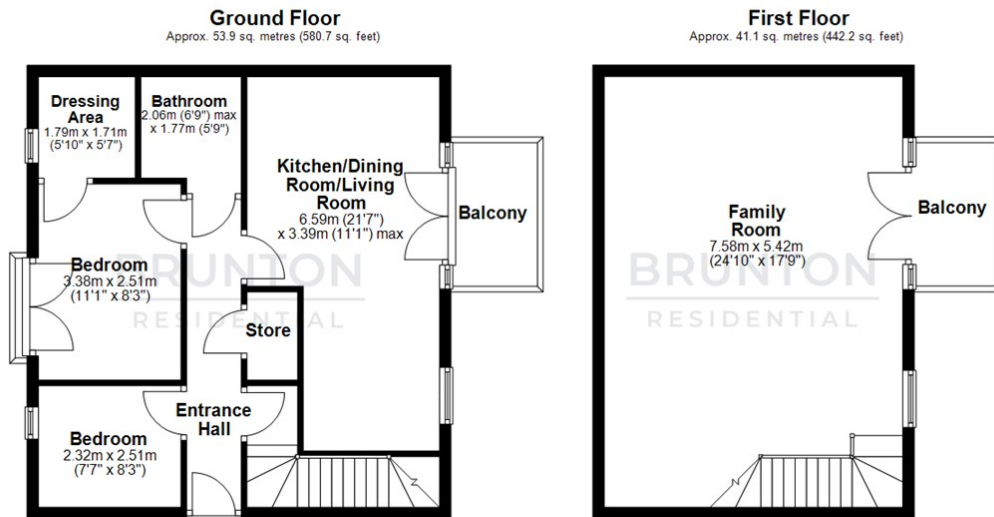 Ground Floor
Approx. 53.9 sq. metres (580.7 sq. feet)
Dressing
Area
1.79m x 1.71m
(5'10" x 5'7")
Bathroom
2.06m (6'9") max
x 1.77m (5'9")
Kitchen/Dining
Room/Living
Room
6.59m (21'7")
x 3.39m (11'1") max
Balcony
Bedroom
3.38m x 2.51m
(11'1" x 8'3")
BRUNTON
RESIDENTIAL
Store
Entrance
Hall
Bedroom
2.32m x 2.51m
(7'7" x 8'3")
First Floor
Approx. 41.1 sq. metres (442.2 sq. feet)
Family
Room
7.58m x 5.42m
(24'10" x 17'9")
Balcony
BRUNTON
RESIDENTIAL